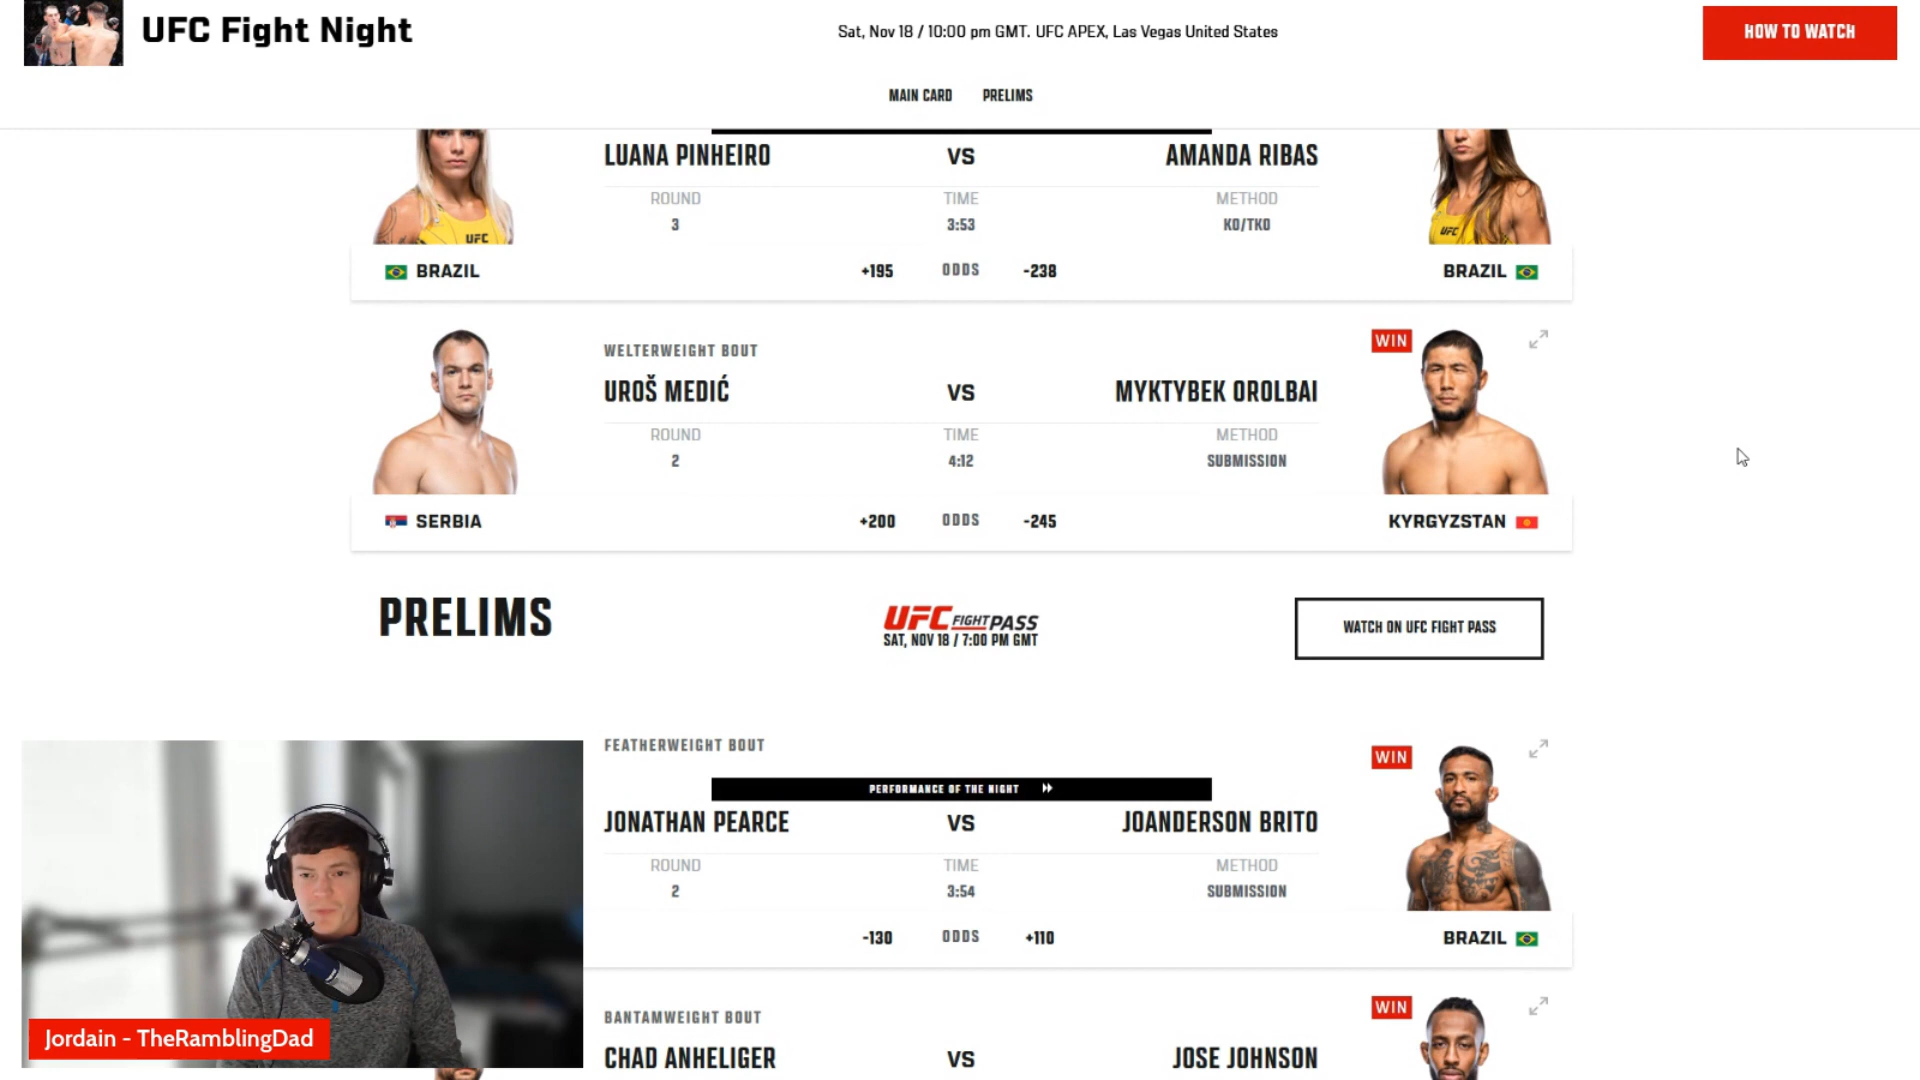 UFC Fight Night
Sat, Nov 18 / 10:00 pm GMT. UFC APEX, Las Vegas United States
HOW TO WATCH
MAIN CARD PRELIMS
LUANA PINHEIRO VS AMANDA RIBAS
ROUND TIME METHOD
3 3:53 KO/TKO
UFC UFC
BRAZIL +195 ODDS -238 BRAZIL
WIN
WELTERWEIGHT BOUT
UROŠ MEDIĆ VS MYKTYBEK OROLBAI
ROUND TIME METHOD
2 4:12 SUBMISSION
SERBIA +200 ODDS -245 KYRGYZSTAN
PRELIMS
UFC FIGHT PASS
SAT, NOV 18 / 7:00 PM GMT
WATCH ON UFC FIGHT PASS
FEATHERWEIGHT BOUT
WIN
PERFORMANCE OF THE NIGHT
JONATHAN PEARCE VS JOANDERSON BRITO
ROUND TIME METHOD
2 3:54 SUBMISSION
-130 ODDS +110 BRAZIL
WIN
BANTAMWEIGHT BOUT
CHAD ANHELIGER VS JOSE JOHNSON
Jordain - TheRamblingDad